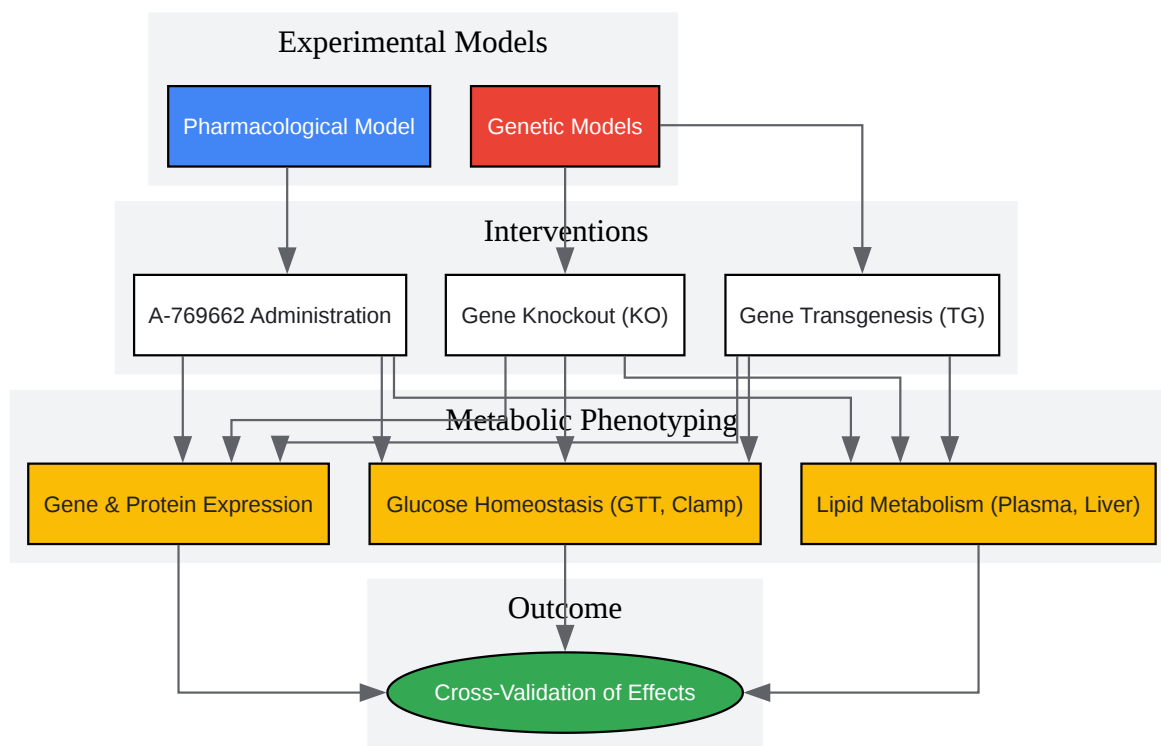 Experimental Models
Pharmacological Model
Genetic Models
Interventions
A-769662 Administration
Gene Knockout (KO)
Gene Transgenesis (TG)
Metabolic Phenotyping
Gene & Protein Expression
Glucose Homeostasis (GTT, Clamp)
Lipid Metabolism (Plasma, Liver)
Outcome
Cross-Validation of Effects